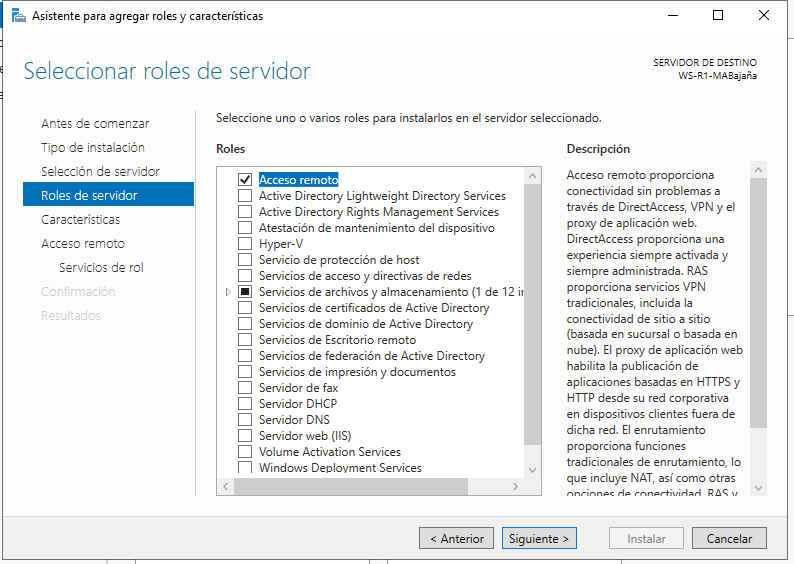 Asistente para agregar roles y características
Seleccionar roles de servidor
SERVIDOR DE DESTINO
WS-R1-MABajaña
Antes de comenzar
Tipo de instalación
Selección de servidor
Roles de servidor
Características
Acceso remoto
Servicios de rol
Confirmación
Resultados
Seleccione uno o varios roles para instalarlos en el servidor seleccionado.
Roles
Acceso remoto
Active Directory Lightweight Directory Services
Active Directory Rights Management Services
Atestación de mantenimiento del dispositivo
Hyper-V
Servicio de protección de host
Servicios de acceso y directivas de redes
Servicios de archivos y almacenamiento (1 de 12 in
Servicios de certificados de Active Directory
Servicios de dominio de Active Directory
Servicios de Escritorio remoto
Servicios de federación de Active Directory
Servicios de impresión y documentos
Servidor de fax
Servidor DHCP
Servidor DNS
Servidor web (IIS)
Volume Activation Services
Windows Deployment Services
Descripción
Acceso remoto proporciona
conectividad sin problemas a
través de DirectAccess, VPN y el
proxy de aplicación web.
DirectAccess proporciona una
experiencia siempre activada y
siempre administrada. RAS
proporciona servicios VPN
tradicionales, incluida la
conectividad de sitio a sitio
(basada en sucursal o basada en
nube). El proxy de aplicación web
habilita la publicación de
aplicaciones basadas en HTTPS y
HTTP desde su red corporativa
en dispositivos clientes fuera de
dicha red. El enrutamiento
proporciona funciones
tradicionales de enrutamiento, lo
que incluye NAT, así como otras
opciones de conectividad. RAS y
< Anterior
Siguiente >
Instalar
Cancelar